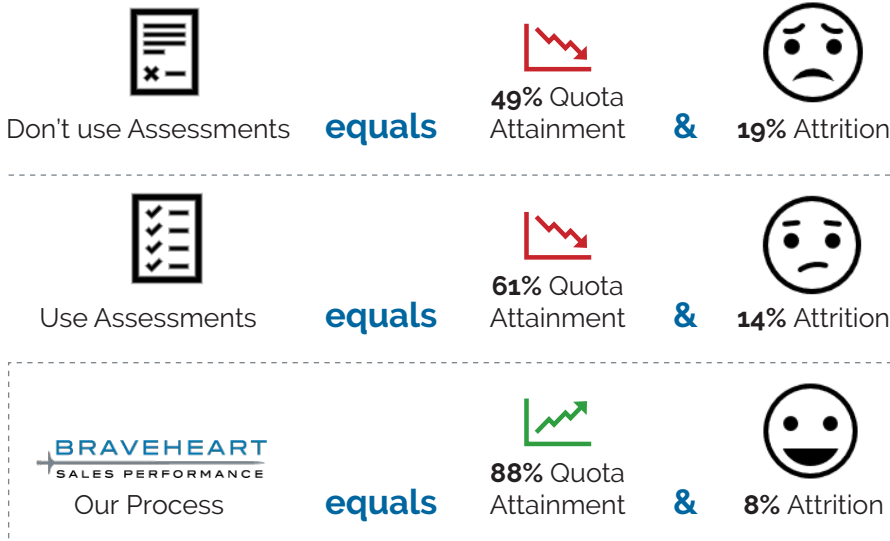 49% Quota
Don't use Assessments equals Attainment & 19% Attrition
61% Quota
Use Assessments equals Attainment & 14% Attrition
BRAVEHEART
SALES PERFORMANCE
88% Quota
Our Process equals Attainment & 8% Attrition